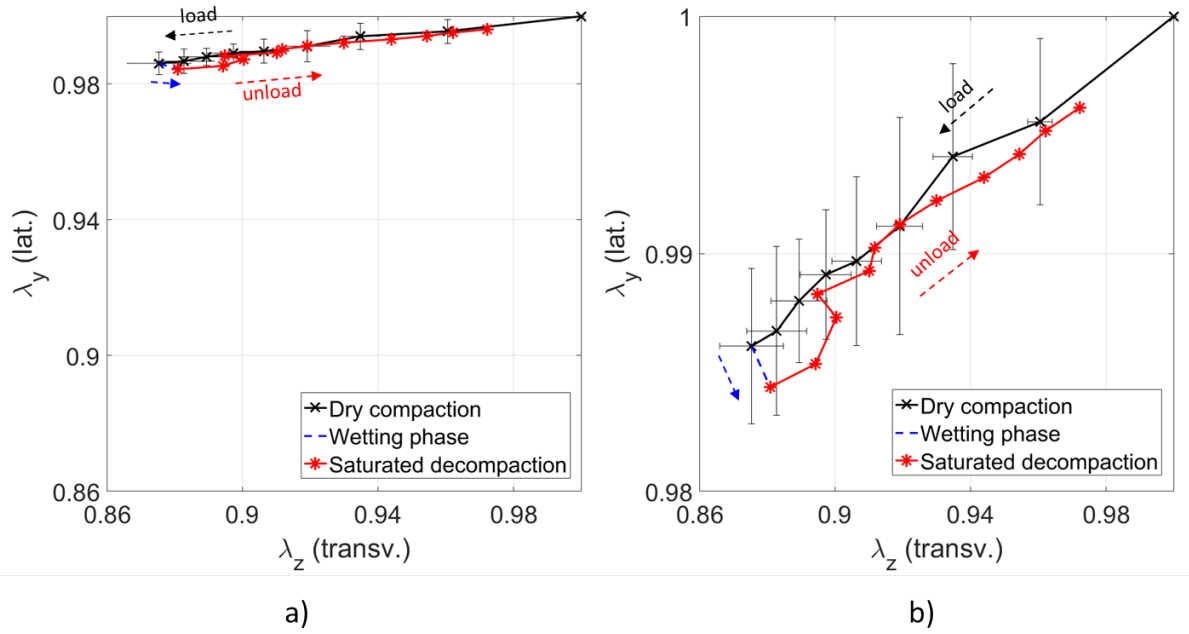 load
unload
0.98
0.94
0.9
0.86
λy (lat.)
0.86
0.9
0.94
0.98
λz (transv.)
Dry compaction
Wetting phase
Saturated decompaction
a)
load
unload
1
0.99
0.98
λy (lat.)
0.86
0.9
0.94
0.98
λz (transv.)
Dry compaction
Wetting phase
Saturated decompaction
b)